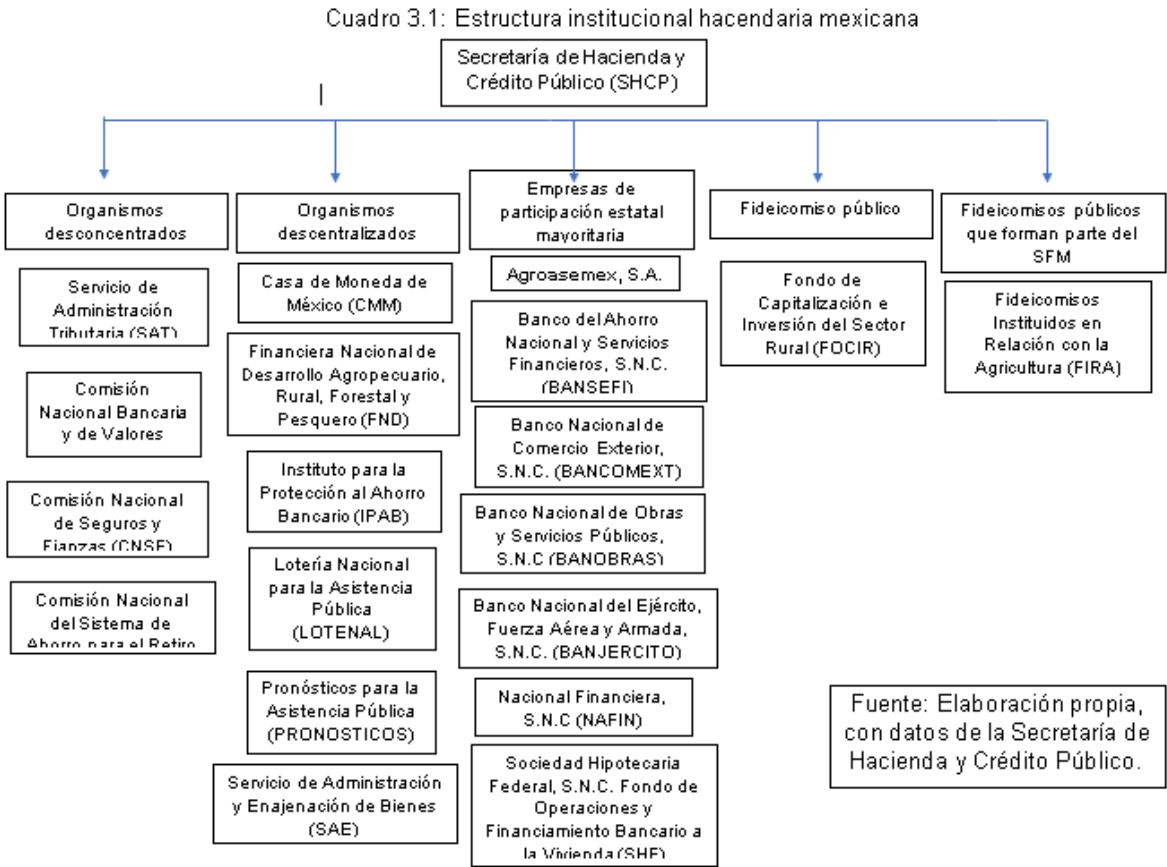 Cuadro 3.1: Estructura institucional hacendaria mexicana
Secretaría de Hacienda y
Crédito Público (SHCP)
Organismos
desconcentrados
Servicio de
Administración
Tributaria (SAT)
Comisión
Nacional Bancaria
y de Valores
Comisión Nacional
de Seguros y
Fianzas (CNSF)
Comisión Nacional
del Sistema de
Ahorro para el Retiro
Organismos
descentralizados
Casa de Moneda de
México (CMM)
Financiera Nacional de
Desarrollo Agropecuario,
Rural, Forestal y
Pesquero (FND)
Instituto para la
Protección al Ahorro
Bancario (IPAB)
Lotería Nacional
para la Asistencia
Pública
(LOTENAL)
Pronósticos para la
Asistencia Pública
(PRONOSTICOS)
Servicio de Administración
y Enajenación de Bienes
(SAE)
Empresas de
participación estatal
mayoritaria
Agroasemex, S.A.
Banco del Ahorro
Nacional y Servicios
Financieros, S.N.C.
(BANSEFI)
Banco Nacional de
Comercio Exterior,
S.N.C. (BANCOMEXT)
Banco Nacional de Obras
y Servicios Públicos,
S.N.C (BANOBRAS)
Banco Nacional del Ejército,
Fuerza Aérea y Armada,
S.N.C. (BANJERCITO)
Nacional Financiera,
S.N.C (NAFIN)
Sociedad Hipotecaria
Federal, S.N.C. Fondo de
Operaciones y
Financiamiento Bancario a
la Vivienda (SHF)
Fideicomiso público
Fondo de
Capitalización e
Inversión del Sector
Rural (FOCIR)
Fideicomisos públicos
que forman parte del
SFM
Fideicomisos
Instituidos en
Relación con la
Agricultura (FIRA)
Fuente: Elaboración propia,
con datos de la Secretaría de
Hacienda y Crédito Público.